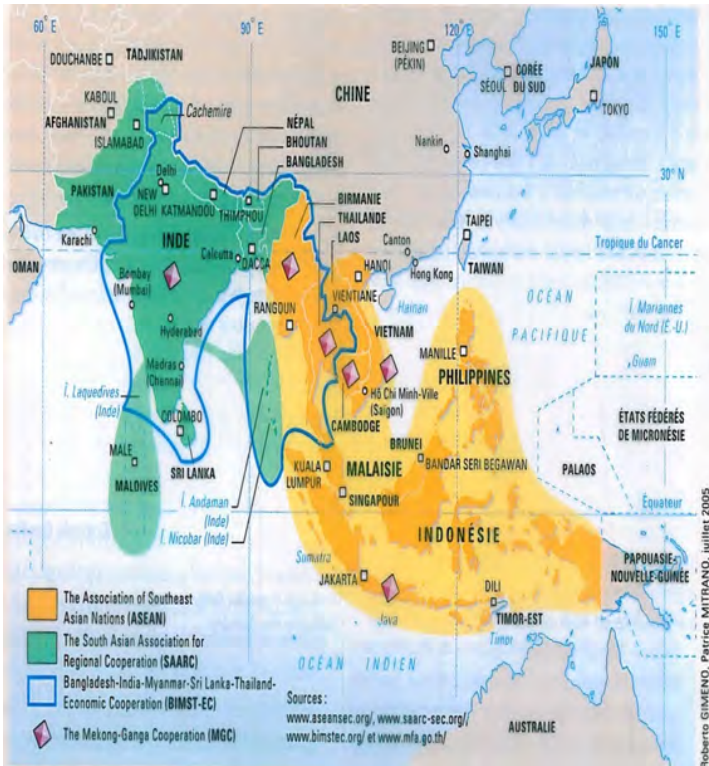 60° E
90° E
120° E
150° E
DOUCHANBE
TADJIKISTAN
BEIJING
(PÉKIN)
CORÉE
DU SUD
SÉOUL
JAPON
TOKYO
CHINE
KABOUL
Cachemire
AFGHANISTAN
ISLAMABAD
NÉPAL
BHOUTAN
BANGLADESH
Nankin
Shanghai
Delhi
NEW
DELHI
KATMANDOU
THIMPHOU
BIRMANIE
THAILANDE
LAOS
30° N
PAKISTAN
Karachi
INDE
Calcutta
DACCA
Canton
HANOI
Hong Kong
TAIPEI
TAIWAN
Tropique du Cancer
OMAN
Bombay
(Mumbai)
VIENTIANE
Hainan
OCÉAN
PACIFIQUE
Î. Mariannes
du Nord (É.-U.)
Guam
RANGOUN
VIETNAM
Hyderabad
MANILLE
PHILIPPINES
Madras
(Chennai)
Hô Chi Minh-Ville
(Saigon)
Î. Laquedives
(Inde)
COLOMBO
CAMBODGE
ÉTATS FÉDÉRÉS
DE MICRONÉSIE
BRUNEI
MALE
SRI LANKA
KUALA
LUMPUR
MALAISIE
BANDAR SERI BEGAWAN
PALAOS
MALDIVES
Î. Andaman
(Inde)
SINGAPOUR
Équateur
Î. Nicobar (Inde)
INDONÉSIE
Sumatra
PAPOUASIE-
NOUVELLE-GUINÉE
JAKARTA
DILI
Java
TIMOR-EST
Timor
OCÉAN INDIEN
AUSTRALIE
The Association of Southeast
Asian Nations (ASEAN)
The South Asian Association for
Regional Cooperation (SAARC)
Bangladesh-India-Myanmar-Sri Lanka-Thailand-
Economic Cooperation (BIMST-EC)
The Mekong-Ganga Cooperation (MGC)
Sources :
www.aseansec.org/, www.saarc-sec.org/,
www.bimstec.org/ et www.mfa.go.th/
Roberto GIMENO, Patrice MITRANO, juillet 2005